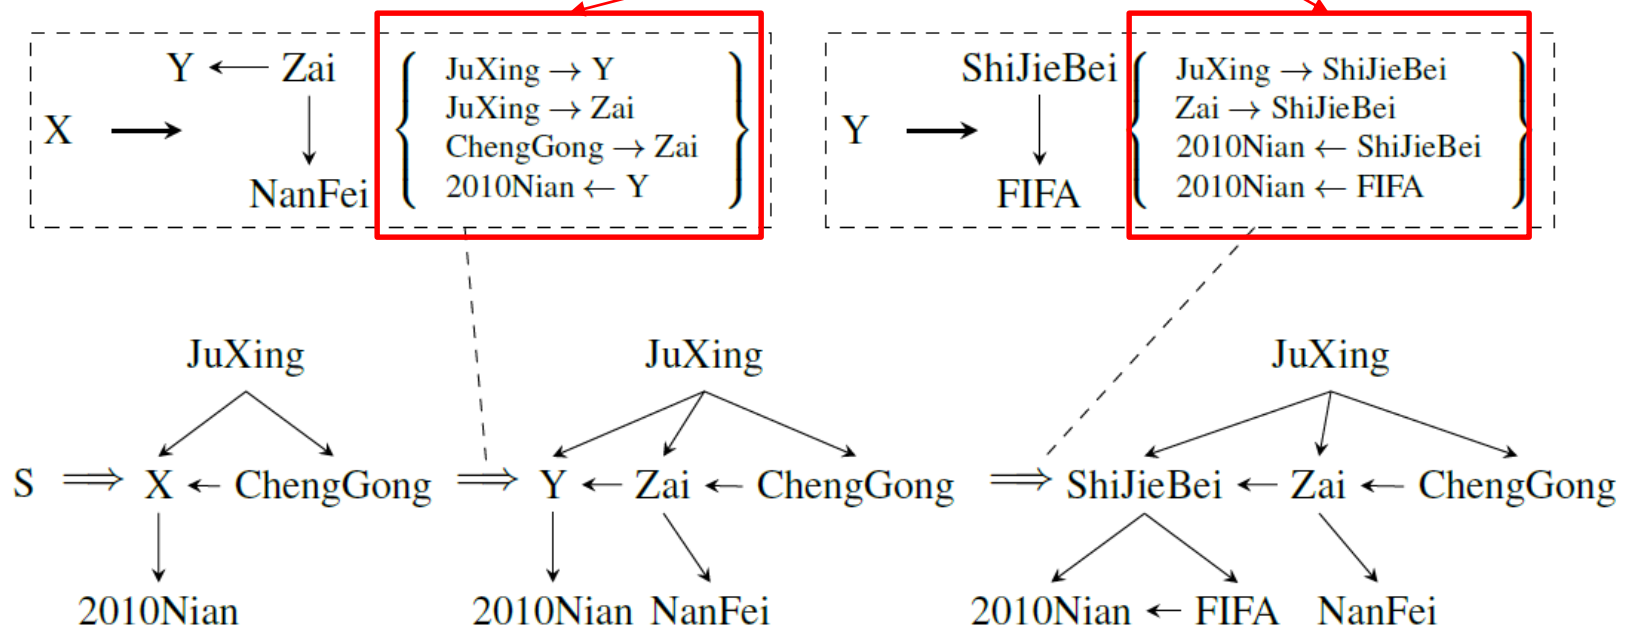 Y ← Zai
X → NanFei
JuXing → Y
JuXing → Zai
ChengGong → Zai
2010Nian ← Y
Y → ShiJieBei
FIFA
JuXing → ShiJieBei
Zai → ShiJieBei
2010Nian ← ShiJieBei
2010Nian ← FIFA
JuXing
S ⟹ X ← ChengGong
2010Nian
JuXing
⟹ Y ← Zai ← ChengGong
2010Nian NanFei
JuXing
⟹ ShiJieBei ← Zai ← ChengGong
2010Nian ← FIFA NanFei